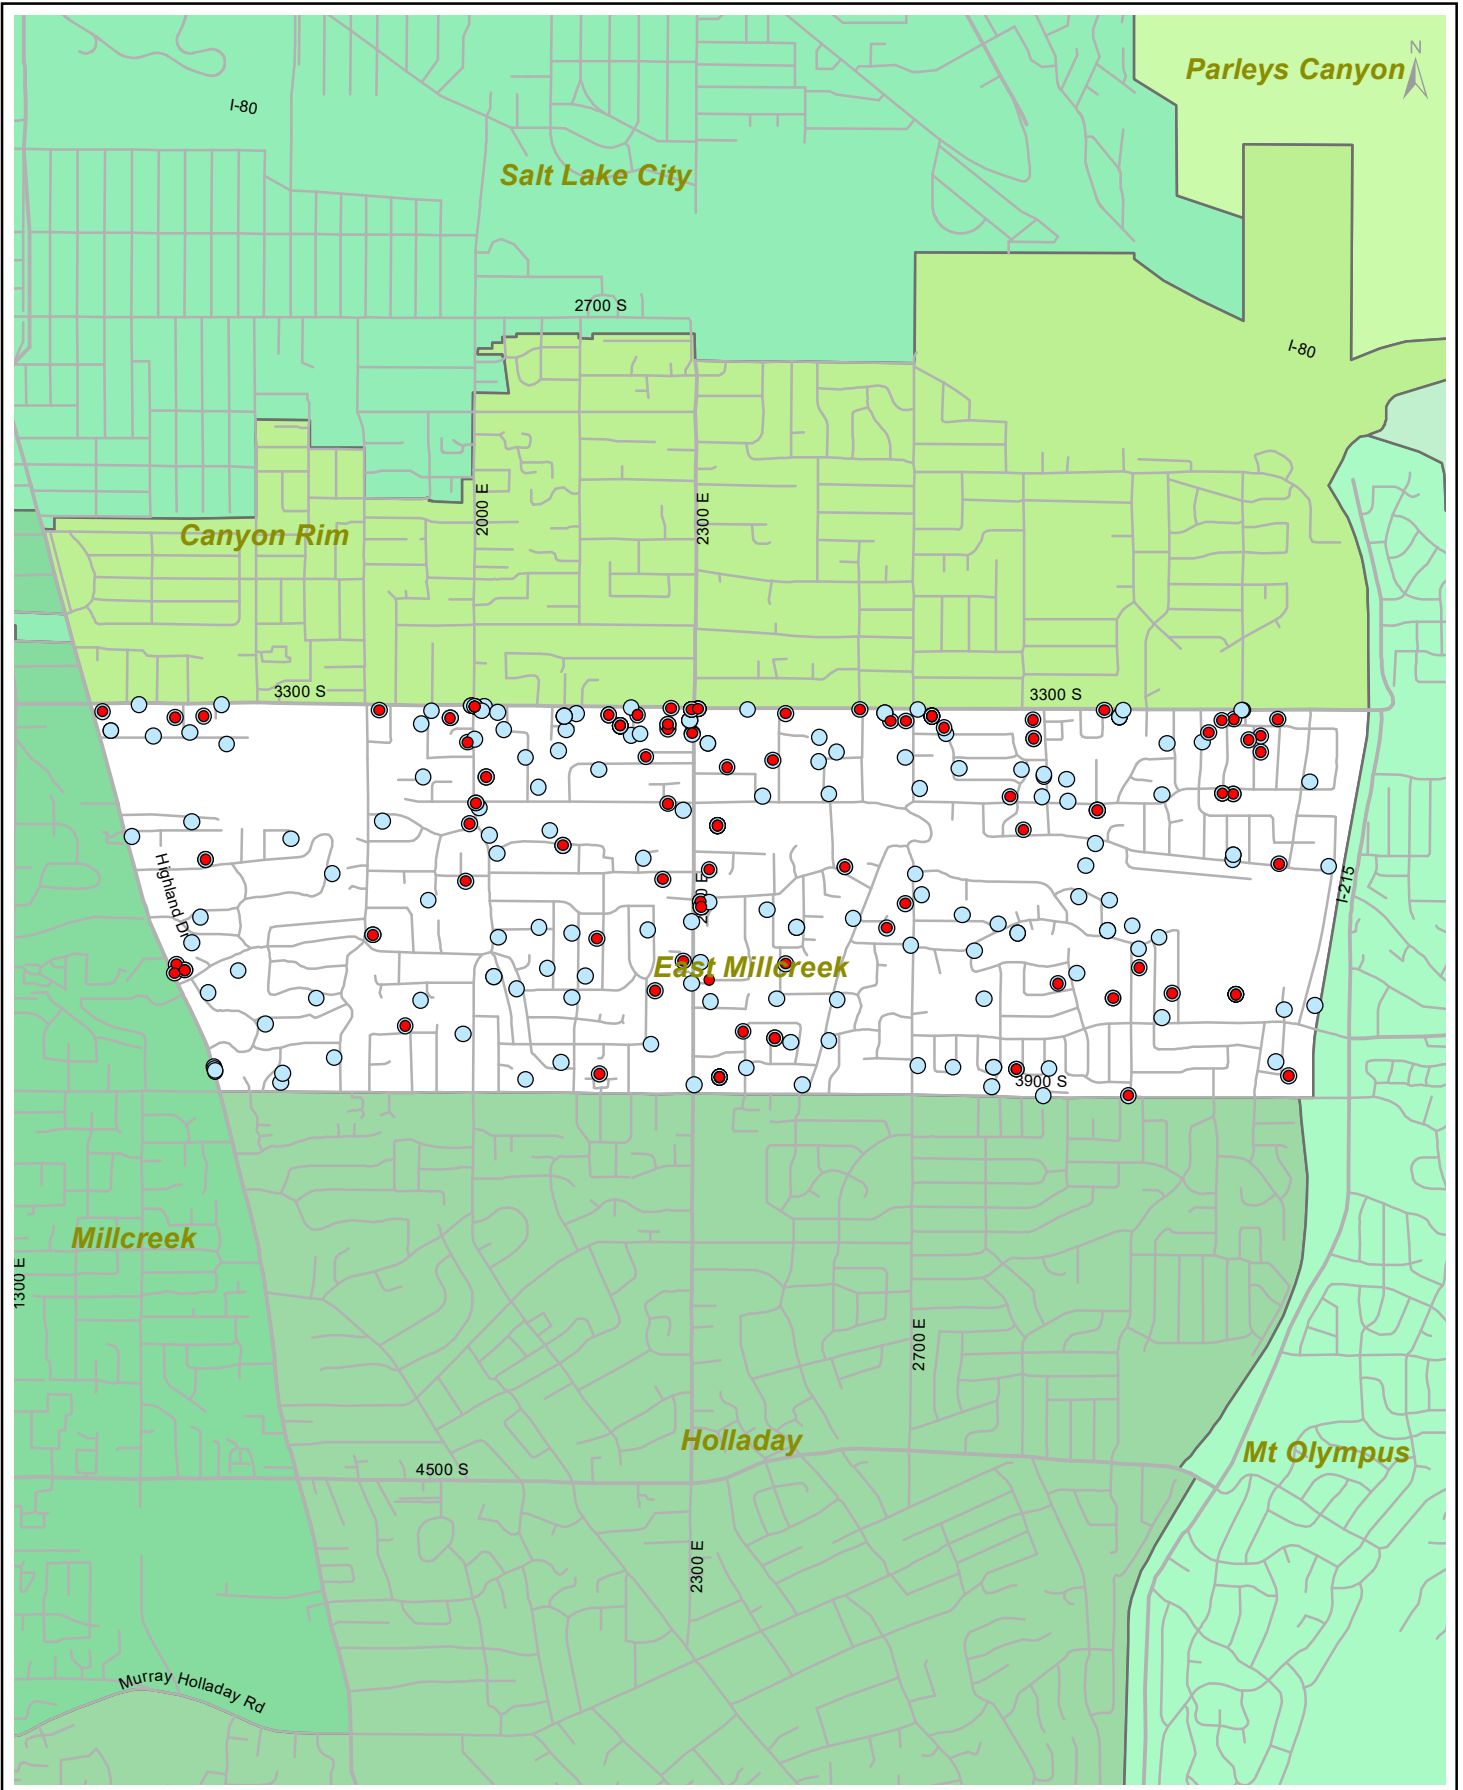 N
Parleys Canyon
I-80
Salt Lake City
2700 S
I-80
2000 E
2300 E
Canyon Rim
3300 S
3300 S
Highland Dr
I-215
East Millcreek
3900 S
Millcreek
1300 E
2700 E
Holladay
Mt Olympus
4500 S
2300 E
Murray Holladay Rd